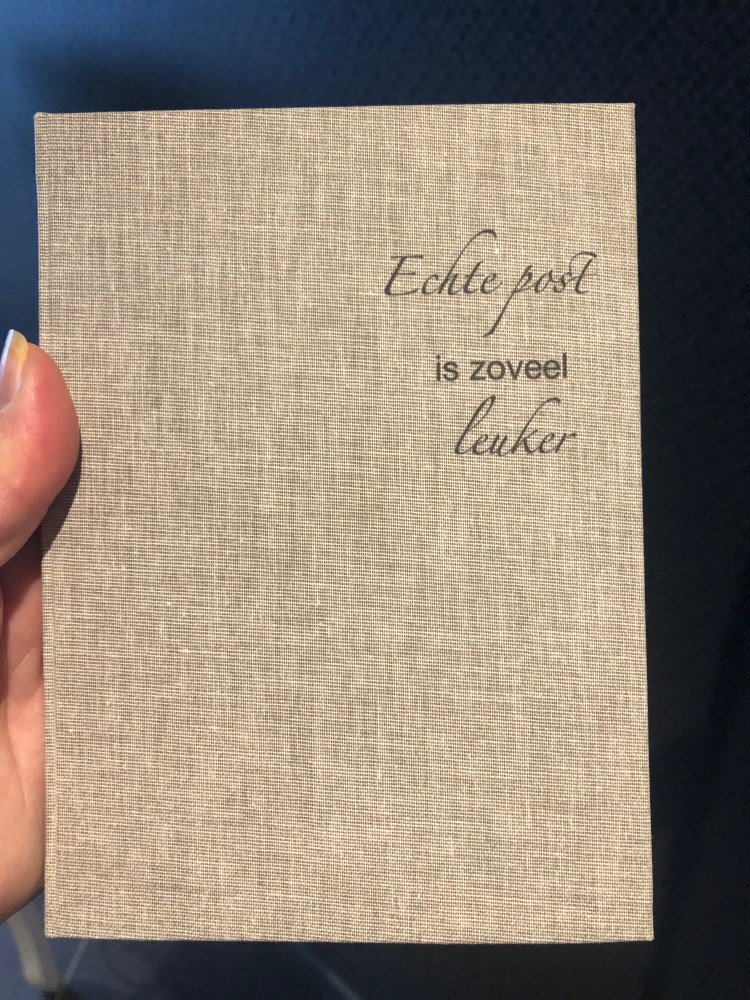 Echte post
is zoveel
leuker